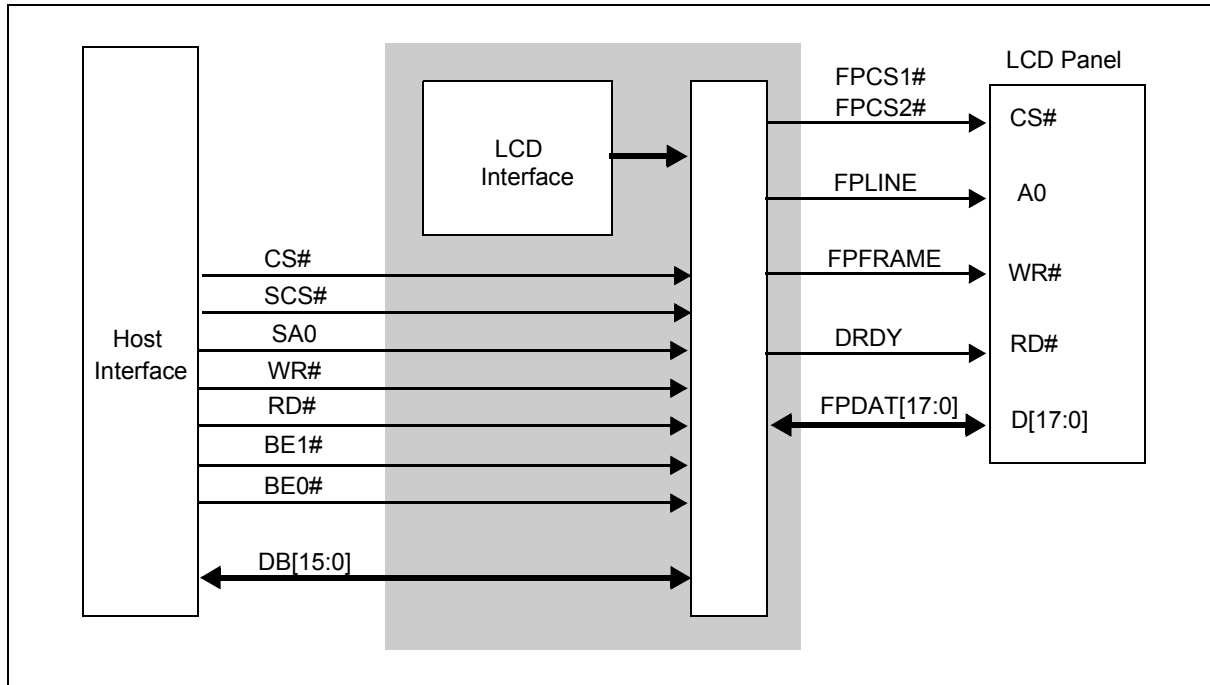 Host
Interface
LCD
Interface
CS#
SCS#
SA0
WR#
RD#
BE1#
BE0#
DB[15:0]
FPCS1#
FPCS2#
FPLINE
FPFRAME
DRDY
FPDAT[17:0]
LCD Panel
CS#
A0
WR#
RD#
D[17:0]